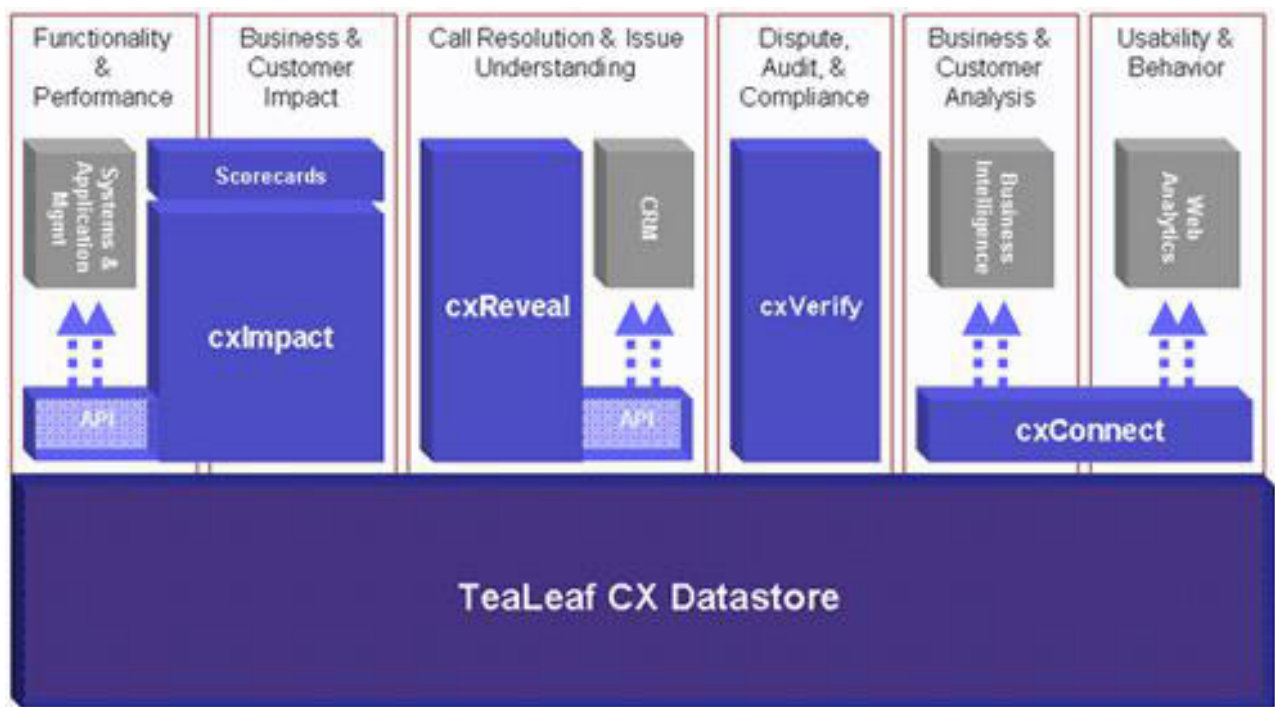 Functionality
&
Performance
Business &
Customer
Impact
Call Resolution & Issue
Understanding
Dispute,
Audit, &
Compliance
Business &
Customer
Analysis
Usability &
Behavior
Systems &
Application
Mgmt
Scorecards
cxImpact
API
cxReveal
CRM
API
cxVerify
Business
Intelligence
Web
Analytics
cxConnect
TeaLeaf CX Datastore